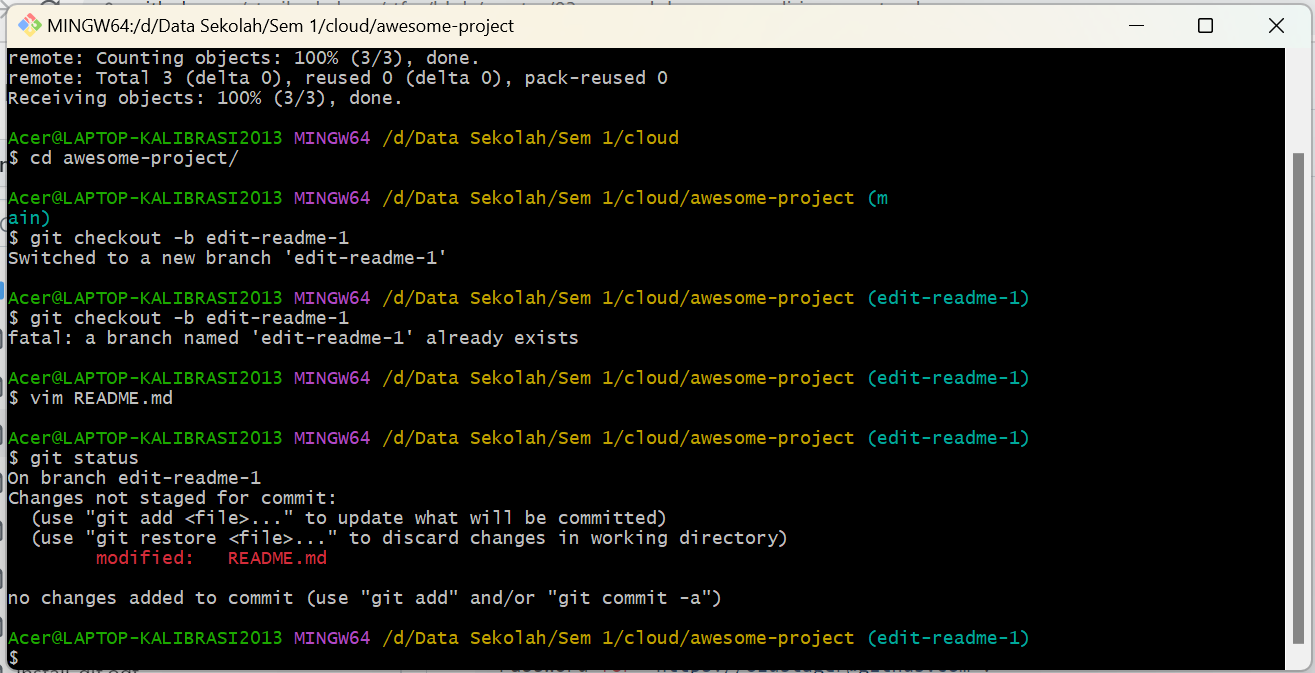 MINGW64:/d/Data Sekolah/Sem 1/cloud/awesome-project
remote: Counting objects: 100% (3/3), done.
remote: Total 3 (delta 0), reused 0 (delta 0), pack-reused 0
Receiving objects: 100% (3/3), done.
Acer@LAPTOP-KALIBRASI2013 MINGW64 /d/Data Sekolah/Sem 1/cloud
$ cd awesome-project/
Acer@LAPTOP-KALIBRASI2013 MINGW64 /d/Data Sekolah/Sem 1/cloud/awesome-project (m
ain)
$ git checkout -b edit-readme-1
Switched to a new branch 'edit-readme-1'
Acer@LAPTOP-KALIBRASI2013 MINGW64 /d/Data Sekolah/Sem 1/cloud/awesome-project (edit-readme-1)
$ git checkout -b edit-readme-1
fatal: a branch named 'edit-readme-1' already exists
Acer@LAPTOP-KALIBRASI2013 MINGW64 /d/Data Sekolah/Sem 1/cloud/awesome-project (edit-readme-1)
$ vim README.md
Acer@LAPTOP-KALIBRASI2013 MINGW64 /d/Data Sekolah/Sem 1/cloud/awesome-project (edit-readme-1)
$ git status
On branch edit-readme-1
Changes not staged for commit:
  (use "git add <file>..." to update what will be committed)
  (use "git restore <file>..." to discard changes in working directory)
        modified:   README.md
no changes added to commit (use "git add" and/or "git commit -a")
Acer@LAPTOP-KALIBRASI2013 MINGW64 /d/Data Sekolah/Sem 1/cloud/awesome-project (edit-readme-1)
$